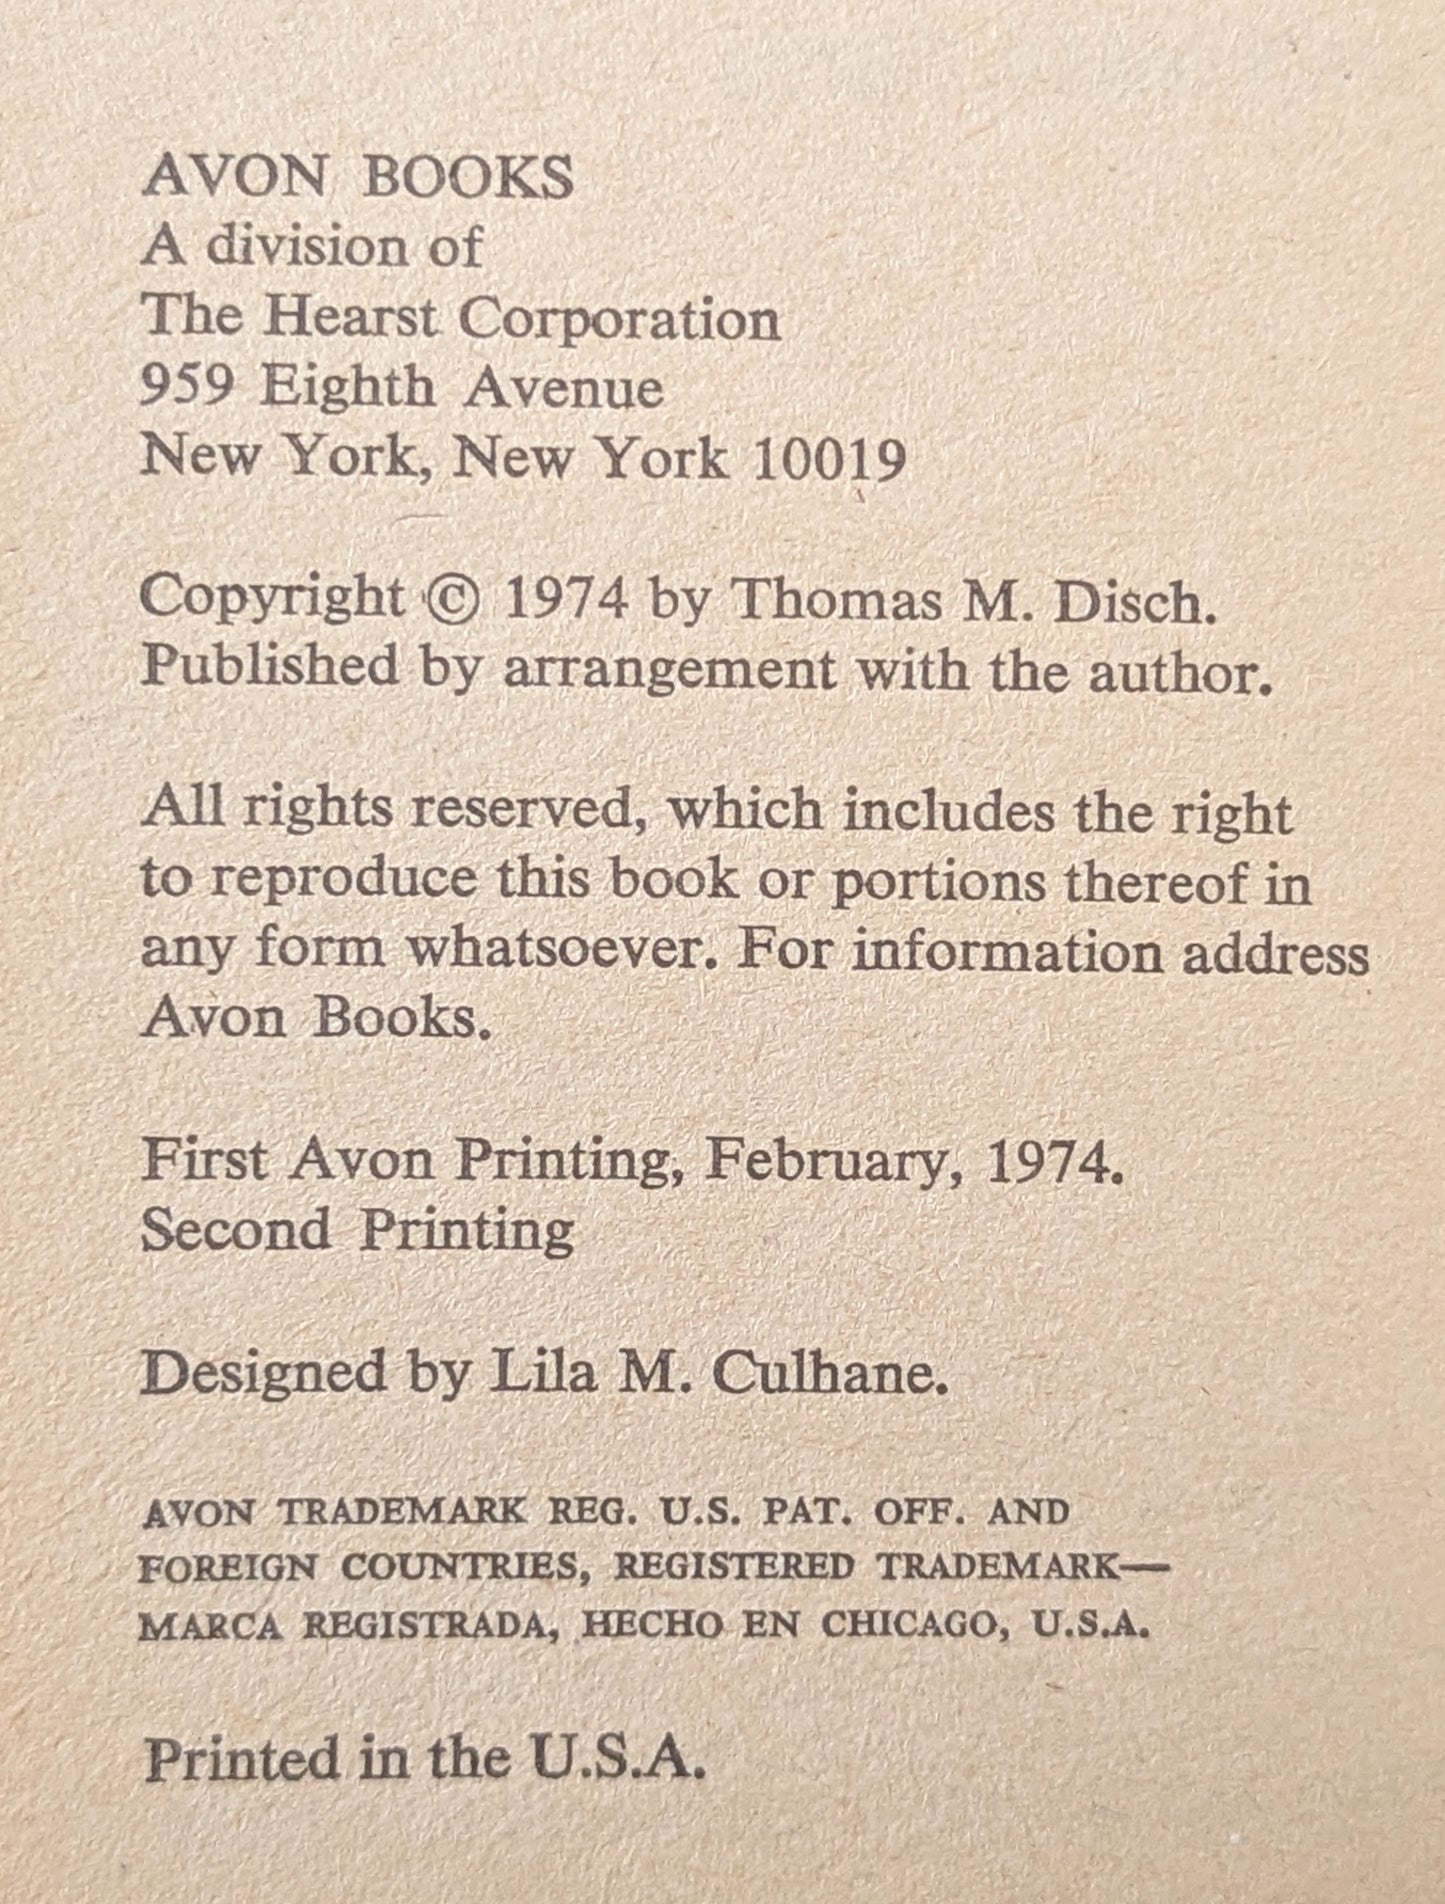 AVON BOOKS
A division of
The Hearst Corporation
959 Eighth Avenue
New York, New York 10019
Copyright © 1974 by Thomas M. Disch.
Published by arrangement with the author.
All rights reserved, which includes the right
to reproduce this book or portions thereof in
any form whatsoever. For information address
Avon Books.
First Avon Printing, February, 1974.
Second Printing
Designed by Lila M. Culhane.
AVON TRADEMARK REG. U.S. PAT. OFF. AND
FOREIGN COUNTRIES, REGISTERED TRADEMARK—
MARCA REGISTRADA, HECHO EN CHICAGO, U.S.A.
Printed in the U.S.A.